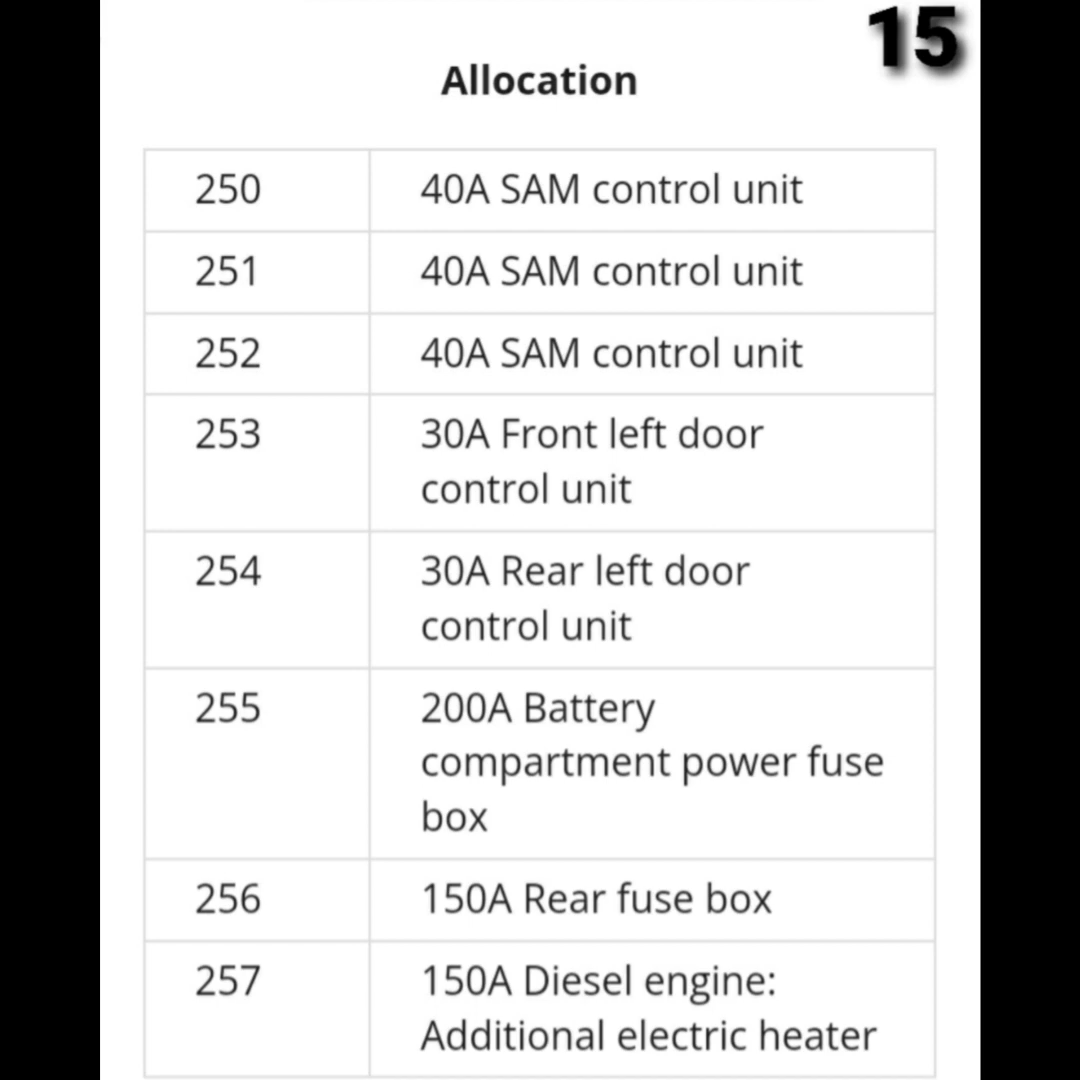 15
Allocation
250 40A SAM control unit
251 40A SAM control unit
252 40A SAM control unit
253 30A Front left door
control unit
254 30A Rear left door
control unit
255 200A Battery
compartment power fuse
box
256 150A Rear fuse box
257 150A Diesel engine:
Additional electric heater